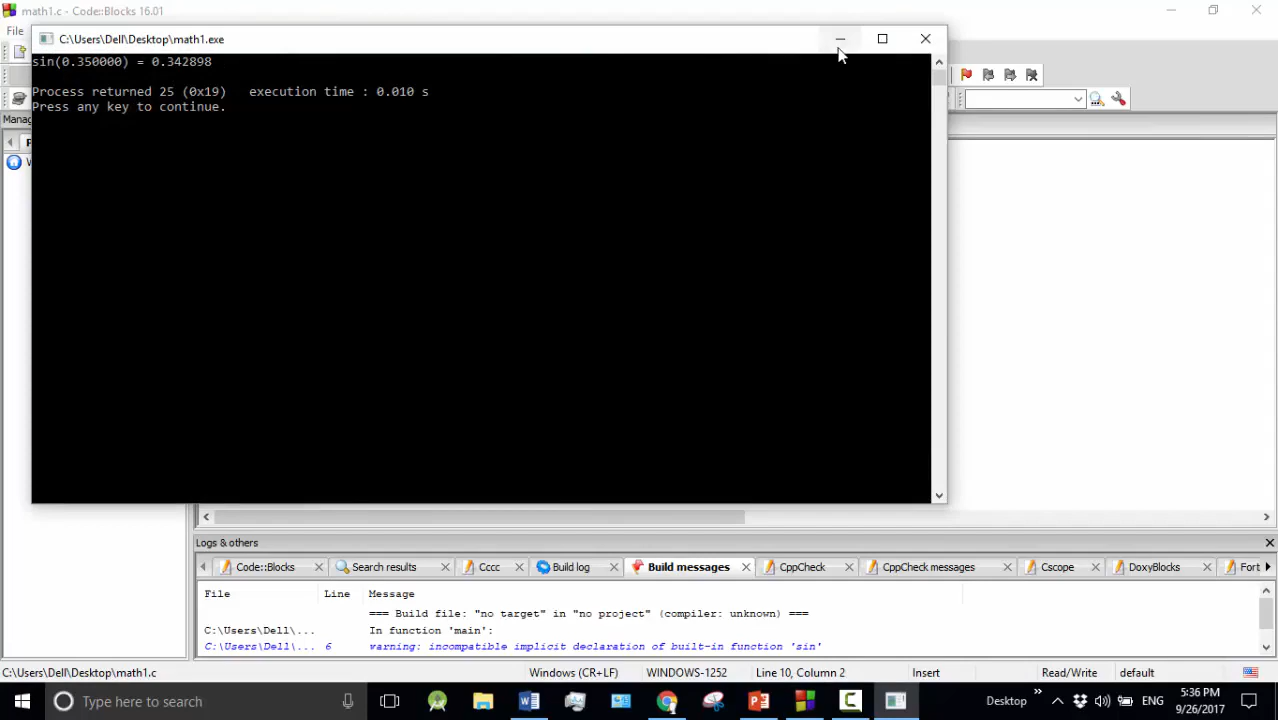 math1.c - Code::Blocks 16.01
File
C:\Users\Dell\Desktop\math1.exe
sin(0.350000) = 0.342898
Process returned 25 (0x19)   execution time : 0.010 s
Press any key to continue.
Manag
Logs & others
Code::Blocks
Search results
Cccc
Build log
Build messages
CppCheck
CppCheck messages
Cscope
DoxyBlocks
Fort
File
Line
Message
=== Build file: "no target" in "no project" (compiler: unknown) ===
C:\Users\Dell\...
In function 'main':
C:\Users\Dell\...
6
warning: incompatible implicit declaration of built-in function 'sin'
C:\Users\Dell\Desktop\math1.c
Windows (CR+LF)
WINDOWS-1252
Line 10, Column 2
Insert
Read/Write
default
Type here to search
Desktop
ENG
5:36 PM
9/26/2017